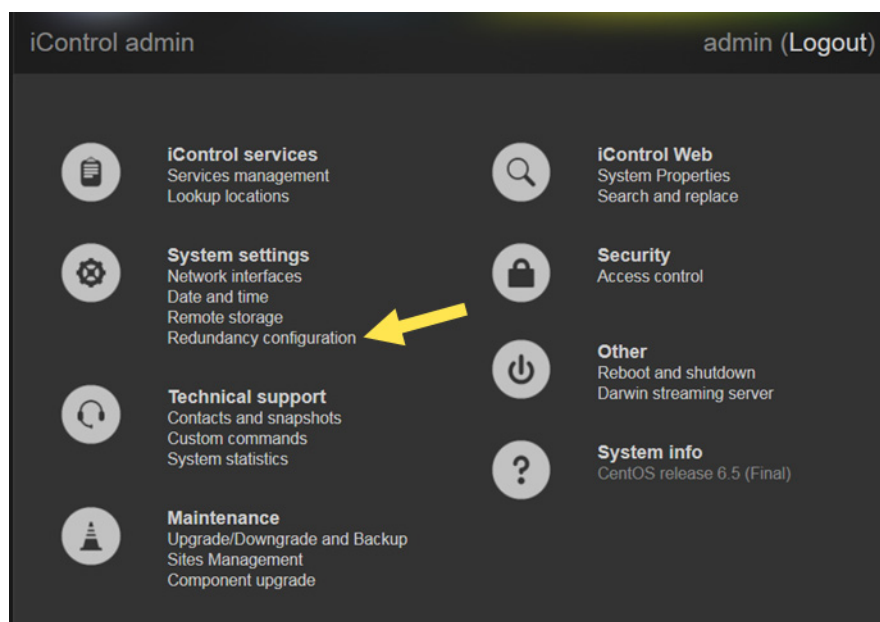 iControl admin
admin (Logout)
iControl services
Services management
Lookup locations
System settings
Network interfaces
Date and time
Remote storage
Redundancy configuration
Technical support
Contacts and snapshots
Custom commands
System statistics
Maintenance
Upgrade/Downgrade and Backup
Sites Management
Component upgrade
iControl Web
System Properties
Search and replace
Security
Access control
Other
Reboot and shutdown
Darwin streaming server
System info
CentOS release 6.5 (Final)